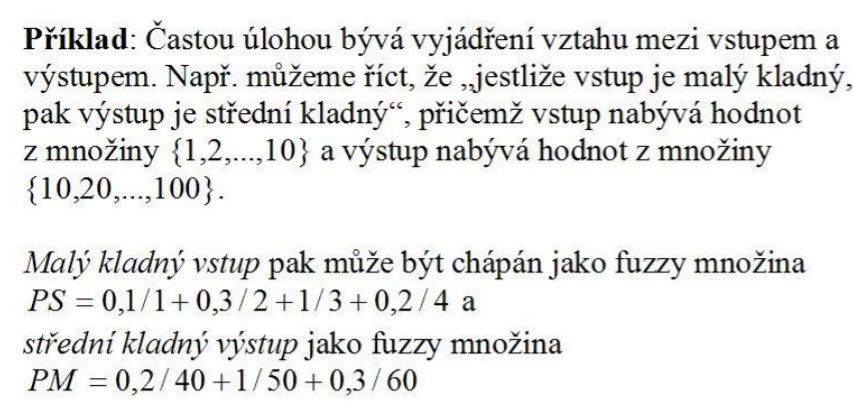 Příklad: Častou úlohou bývá vyjádření vztahu mezi vstupem a
výstupem. Např. můžeme říct, že „jestliže vstup je malý kladný,
pak výstup je střední kladný“, přičemž vstup nabývá hodnot
z množiny {1,2,...,10} a výstup nabývá hodnot z množiny
{10,20,...,100}.
Malý kladný vstup pak může být chápán jako fuzzy množina
PS = 0,1/1 + 0,3/2 + 1/3 + 0,2/4 a
střední kladný výstup jako fuzzy množina
PM = 0,2/40 + 1/50 + 0,3/60